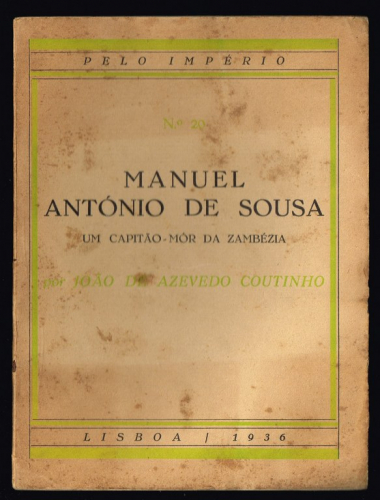 PELO IMPÉRIO
N.º 20
MANUEL
ANTÓNIO DE SOUSA
UM CAPITÃO-MÓR DA ZAMBÉZIA
por JOÃO DE AZEVEDO COUTINHO
LISBOA / 1936